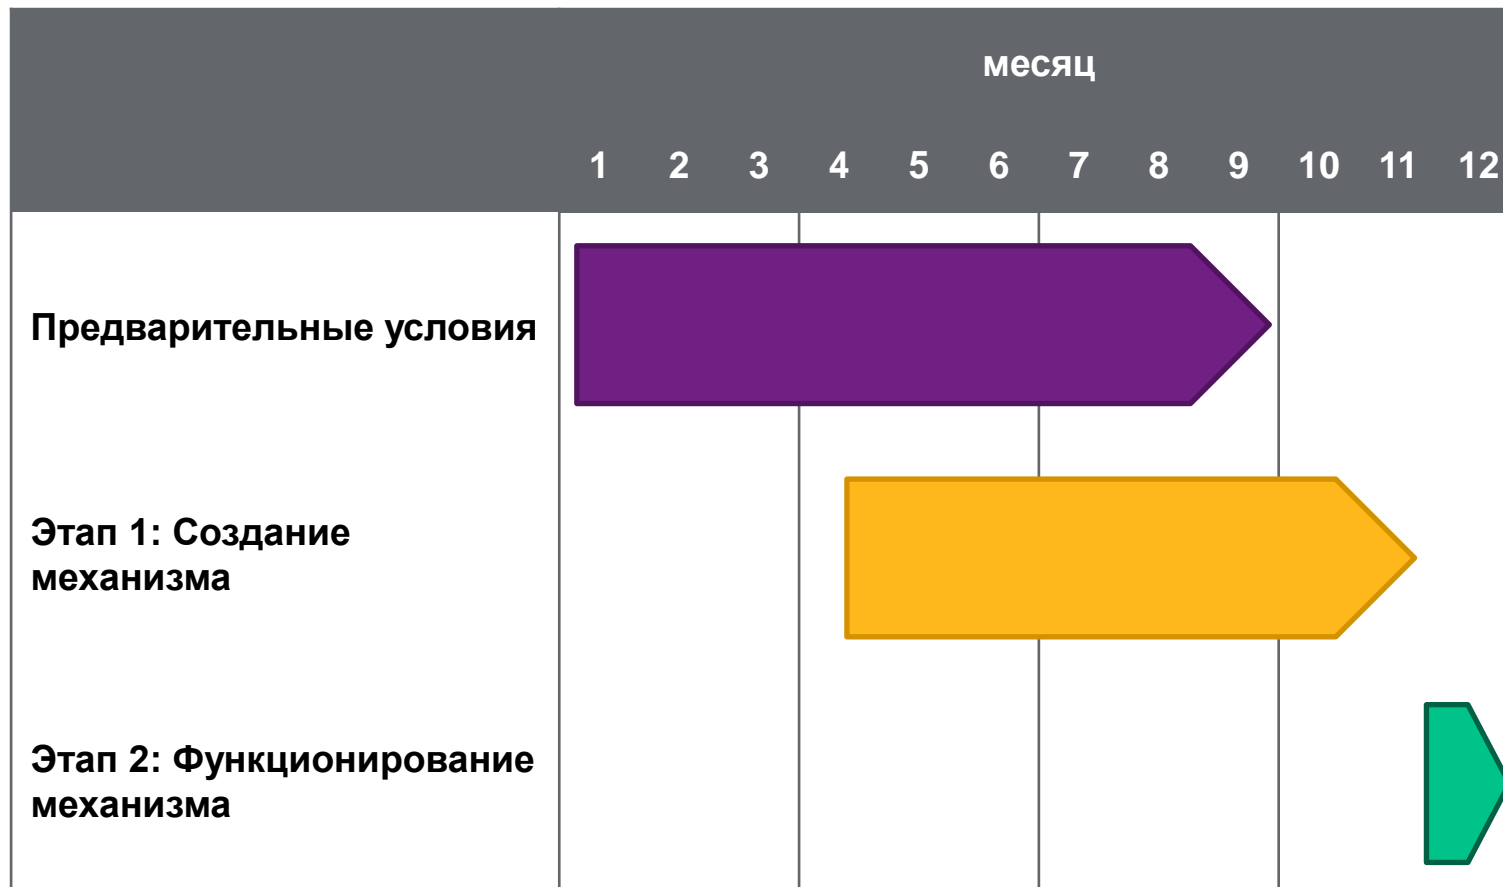 месяц
1 2 3 4 5 6 7 8 9 10 11 12
Предварительные условия
Этап 1: Создание
механизма
Этап 2: Функционирование
механизма